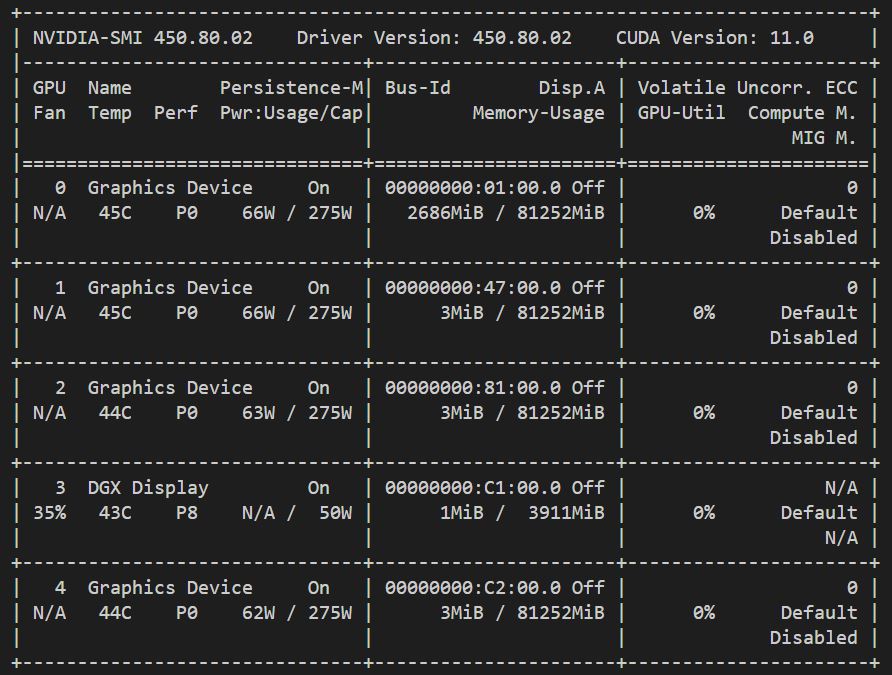 +-----------------------------------------------------------------------------+
| NVIDIA-SMI 450.80.02    Driver Version: 450.80.02    CUDA Version: 11.0     |
|-------------------------------+----------------------+----------------------+
| GPU  Name        Persistence-M| Bus-Id        Disp.A | Volatile Uncorr. ECC |
| Fan  Temp  Perf  Pwr:Usage/Cap|         Memory-Usage | GPU-Util  Compute M. |
|                               |                      |               MIG M. |
|===============================+======================+======================|
|   0  Graphics Device     On   | 00000000:01:00.0 Off |                    0 |
| N/A   45C    P0    66W / 275W |   2686MiB / 81252MiB |      0%      Default |
|                               |                      |             Disabled |
+-------------------------------+----------------------+----------------------+
|   1  Graphics Device     On   | 00000000:47:00.0 Off |                    0 |
| N/A   45C    P0    66W / 275W |      3MiB / 81252MiB |      0%      Default |
|                               |                      |             Disabled |
+-------------------------------+----------------------+----------------------+
|   2  Graphics Device     On   | 00000000:81:00.0 Off |                    0 |
| N/A   44C    P0    63W / 275W |      3MiB / 81252MiB |      0%      Default |
|                               |                      |             Disabled |
+-------------------------------+----------------------+----------------------+
|   3  DGX Display         On   | 00000000:C1:00.0 Off |                  N/A |
| 35%   43C    P8    N/A /  50W |      1MiB /  3911MiB |      0%      Default |
|                               |                      |                  N/A |
+-------------------------------+----------------------+----------------------+
|   4  Graphics Device     On   | 00000000:C2:00.0 Off |                    0 |
| N/A   44C    P0    62W / 275W |      3MiB / 81252MiB |      0%      Default |
|                               |                      |             Disabled |
+-------------------------------+----------------------+----------------------+